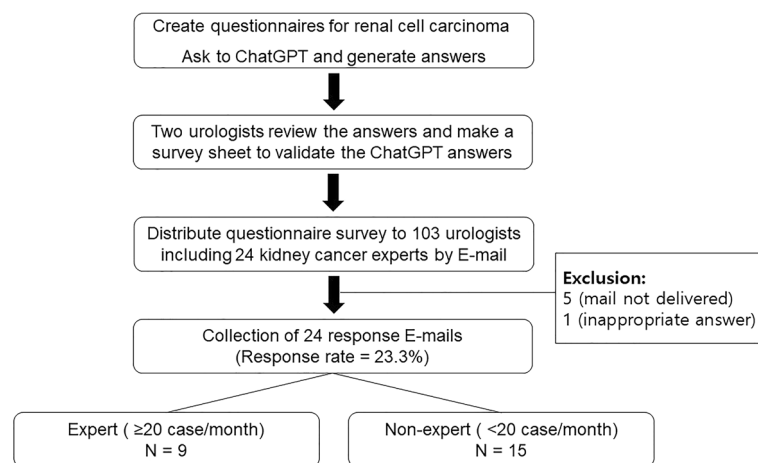 Create questionnaires for renal cell carcinoma
Ask to ChatGPT and generate answers
Two urologists review the answers and make a
survey sheet to validate the ChatGPT answers
Distribute questionnaire survey to 103 urologists
including 24 kidney cancer experts by E-mail
Exclusion:
5 (mail not delivered)
1 (inappropriate answer)
Collection of 24 response E-mails
(Response rate = 23.3%)
Expert ( ≥20 case/month)
N = 9
Non-expert ( <20 case/month)
N = 15